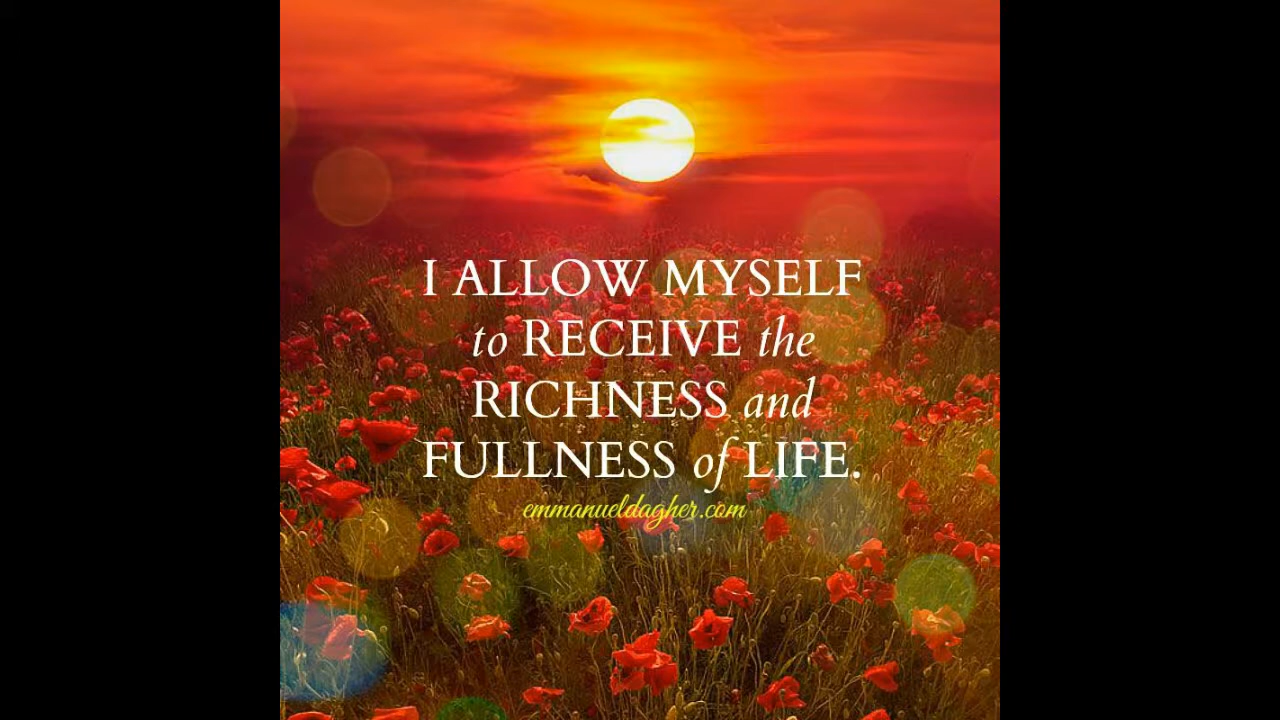 I ALLOW MYSELF
to RECEIVE the
RICHNESS and
FULLNESS of LIFE.
emmanueldagher.com